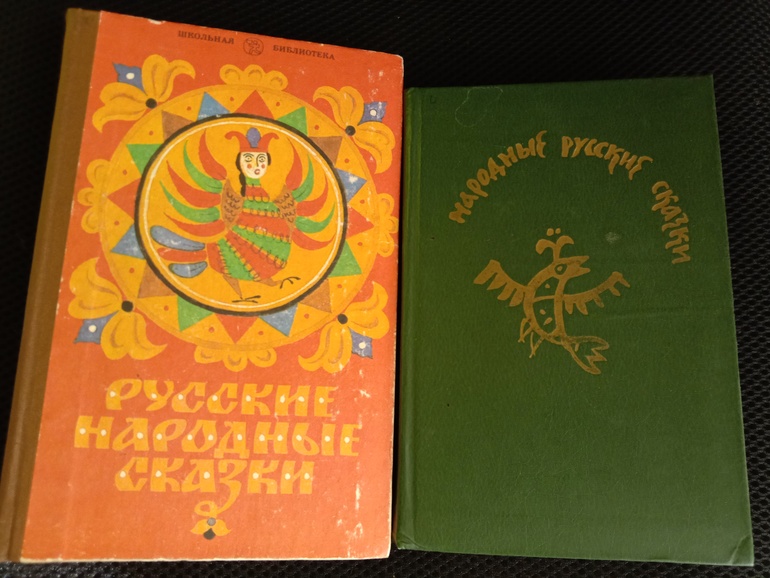 ШКОЛЬНАЯ БИБЛИОТЕКА
РУССКИЕ
НАРОДНЫЕ
СКАЗКИ
НАРОДНЫЕ РУССКИЕ СКАЗКИ